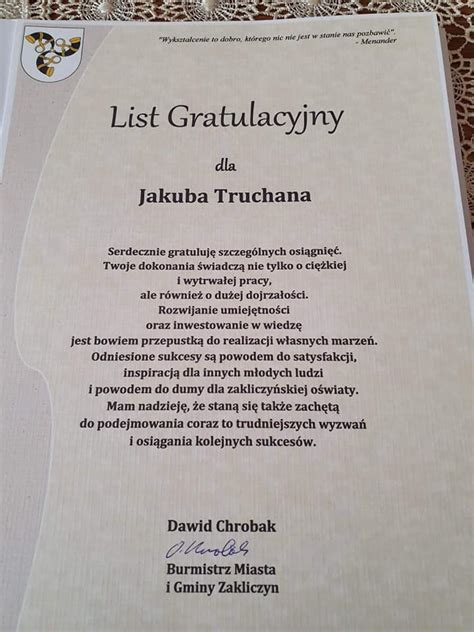 "Wykształcenie to dobro, którego nic nie jest w stanie nas pozbawić".
- Menander
List Gratulacyjny
dla
Jakuba Truchana
Serdecznie gratuluję szczególnych osiągnięć.
Twoje dokonania świadczą nie tylko o ciężkiej
i wytrwałej pracy,
ale również o dużej dojrzałości.
Rozwijanie umiejętności
oraz inwestowanie w wiedzę
jest bowiem przepustką do realizacji własnych marzeń.
Odniesione sukcesy są powodem do satysfakcji,
inspiracją dla innych młodych ludzi
i powodem do dumy dla zakliczyńskiej oświaty.
Mam nadzieję, że staną się także zachętą
do podejmowania coraz to trudniejszych wyzwań
i osiągania kolejnych sukcesów.
Dawid Chrobak
Burmistrz Miasta
i Gminy Zakliczyn